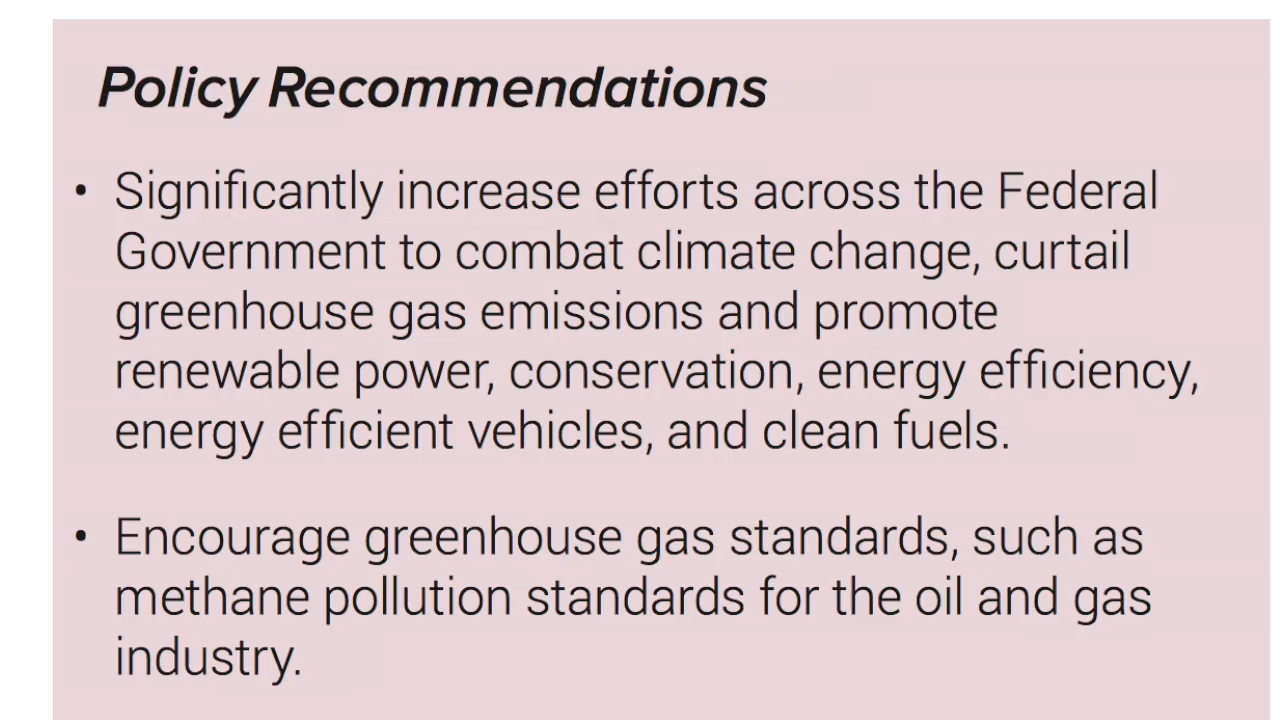 Policy Recommendations
• Significantly increase efforts across the Federal
Government to combat climate change, curtail
greenhouse gas emissions and promote
renewable power, conservation, energy efficiency,
energy efficient vehicles, and clean fuels.
• Encourage greenhouse gas standards, such as
methane pollution standards for the oil and gas
industry.